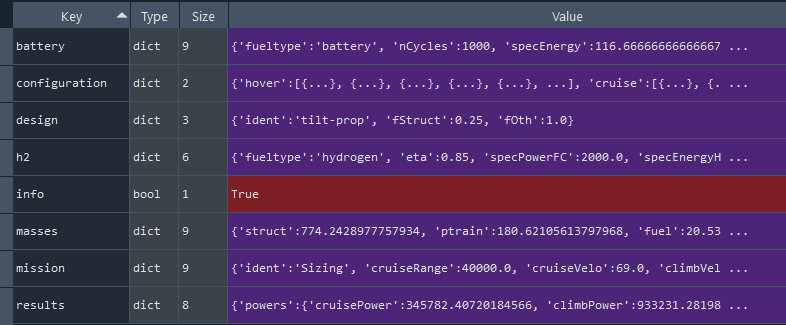 Key Type Size Value
battery dict 9 {'fueltype':'battery', 'nCycles':1000, 'specEnergy':116.66666666666667 ...
configuration dict 2 {'hover':[{...}, {...}, {...}, {...}, {...}, ...], 'cruise':[{...}, {. ...
design dict 3 {'ident':'tilt-prop', 'fStruct':0.25, 'fOth':1.0}
h2 dict 6 {'fueltype':'hydrogen', 'eta':0.85, 'specPowerFC':2000.0, 'specEnergyH ...
info bool 1 True
masses dict 9 {'struct':774.2428977757934, 'ptrain':180.62105613797968, 'fuel':20.53 ...
mission dict 9 {'ident':'Sizing', 'cruiseRange':40000.0, 'cruiseVelo':69.0, 'climbVel ...
results dict 8 {'powers':{'cruisePower':345782.40720184566, 'climbPower':933231.28198 ...